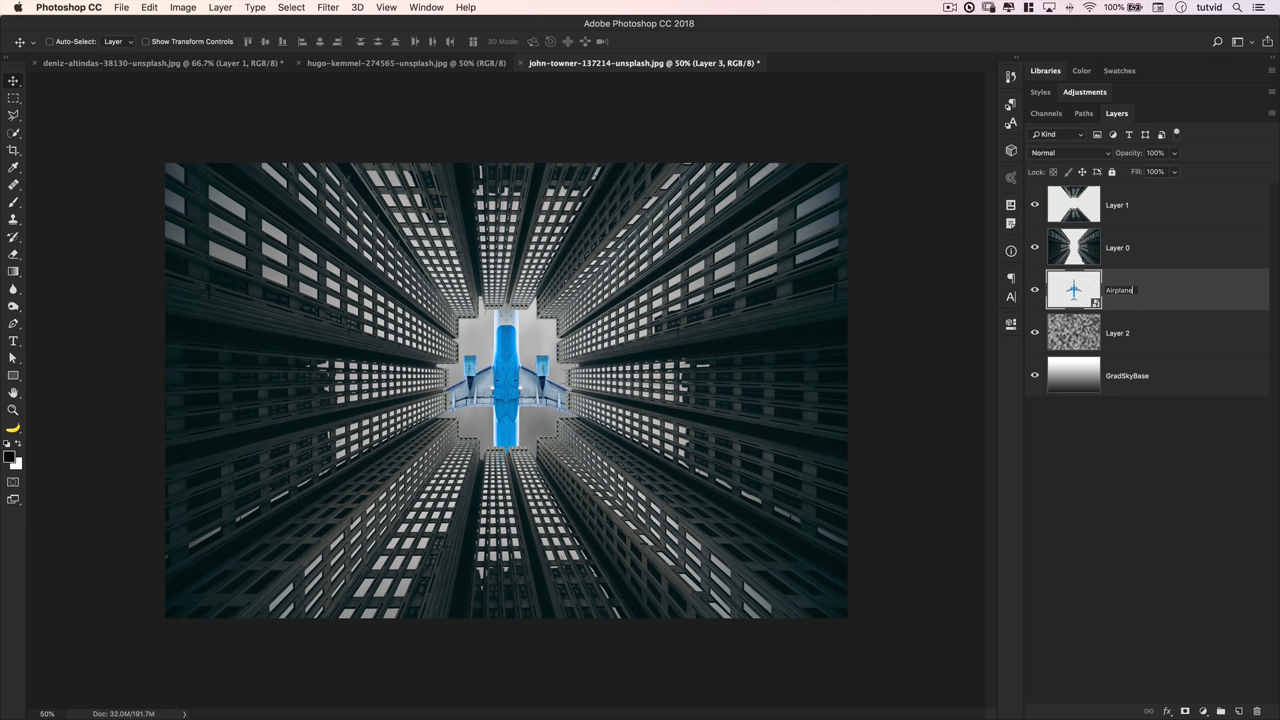 Photoshop CC File Edit Image Layer Type Select Filter 3D View Window Help 100% tutvid
Adobe Photoshop CC 2018
Auto-Select: Layer Show Transform Controls 3D Mode:
deniz-altindas-38130-unsplash.jpg @ 66.7% (Layer 1, RGB/8) * hugo-kemmel-274565-unsplash.jpg @ 50% (RGB/8) john-towner-137214-unsplash.jpg @ 50% (Layer 3, RGB/8) *
Libraries Color Swatches
Styles Adjustments
Channels Paths Layers
Kind
Normal Opacity: 100%
Lock: Fill: 100%
Layer 1
Layer 0
Airplane
Layer 2
GradSkyBase
50% Doc: 32.0M/191.7M